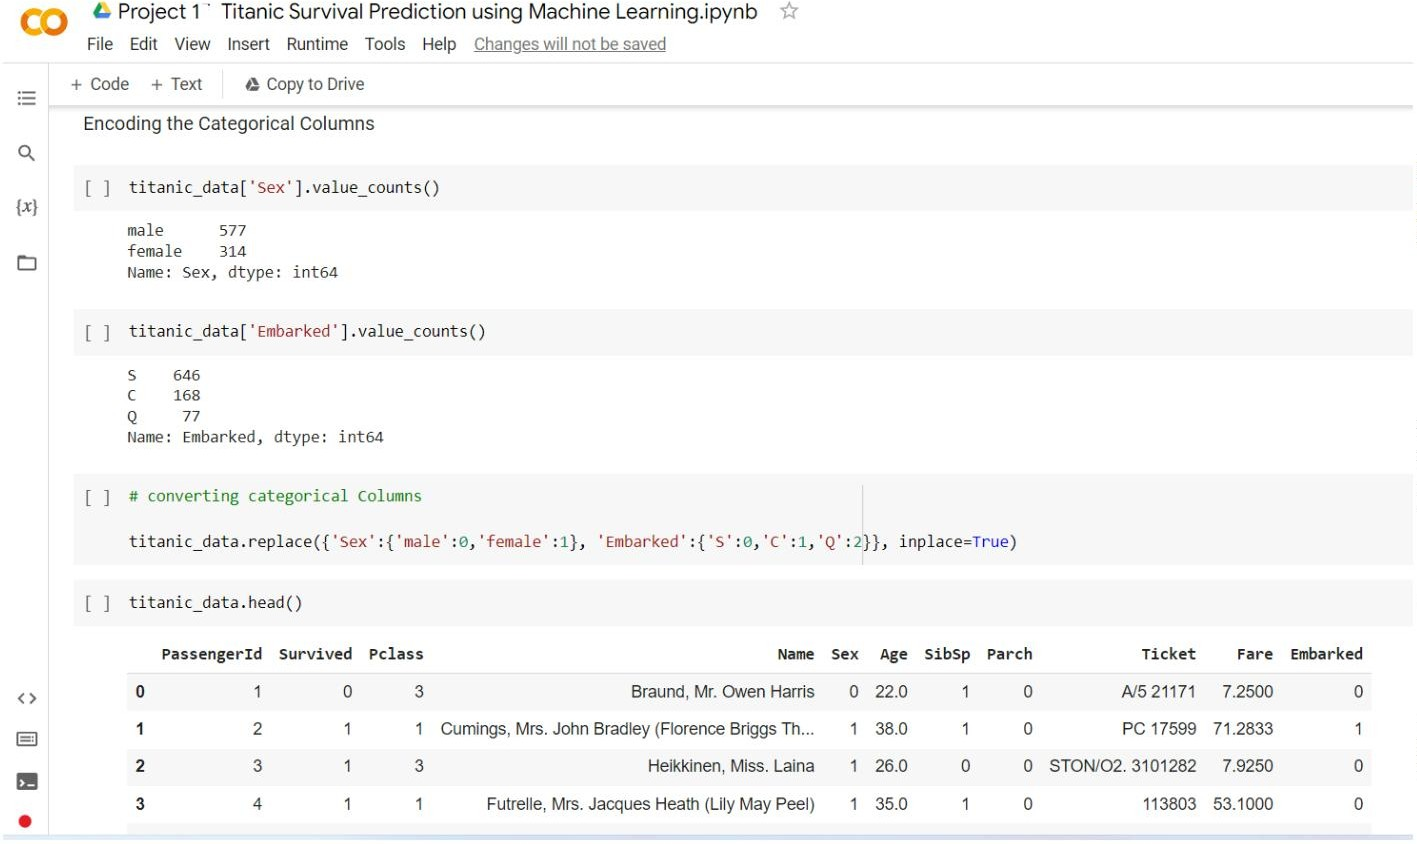 Project 1 Titanic Survival Prediction using Machine Learning.ipynb
File Edit View Insert Runtime Tools Help Changes will not be saved
+ Code + Text Copy to Drive
Encoding the Categorical Columns
{x}
[ ] titanic_data['Sex'].value_counts()
male 577
female 314
Name: Sex, dtype: int64
[ ] titanic_data['Embarked'].value_counts()
S 646
C 168
Q 77
Name: Embarked, dtype: int64
[ ] # converting categorical Columns
titanic_data.replace({'Sex':{'male':0,'female':1}, 'Embarked':{'S':0,'C':1,'Q':2}}, inplace=True)
[ ] titanic_data.head()
PassengerId Survived Pclass Name Sex Age SibSp Parch Ticket Fare Embarked
0 1 0 3 Braund, Mr. Owen Harris 0 22.0 1 0 A/5 21171 7.2500 0
1 2 1 1 Cumings, Mrs. John Bradley (Florence Briggs Th... 1 38.0 1 0 PC 17599 71.2833 1
2 3 1 3 Heikkinen, Miss. Laina 1 26.0 0 0 STON/O2. 3101282 7.9250 0
3 4 1 1 Futrelle, Mrs. Jacques Heath (Lily May Peel) 1 35.0 1 0 113803 53.1000 0